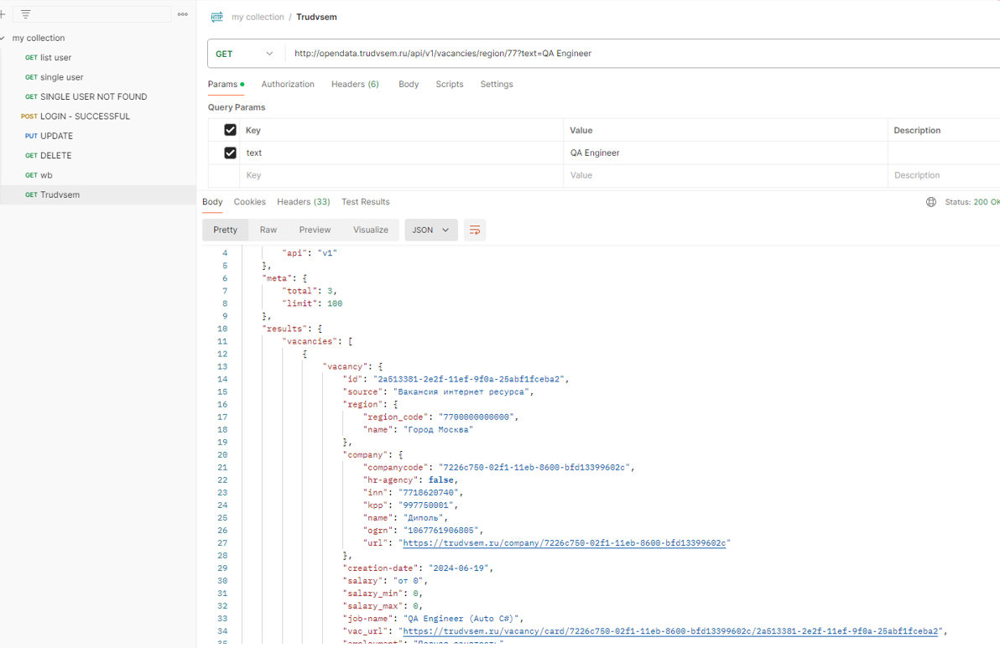 my collection / Trudvsem
my collection
GET list user
GET single user
GET SINGLE USER NOT FOUND
POST LOGIN - SUCCESSFUL
PUT UPDATE
GET DELETE
GET wb
GET Trudvsem
GET http://opendata.trudvsem.ru/api/v1/vacancies/region/77?text=QA Engineer
Params Authorization Headers (6) Body Scripts Settings
Query Params
Key Value Description
text QA Engineer
Key Value Description
Body Cookies Headers (33) Test Results Status: 200 OK
Pretty Raw Preview Visualize JSON
4 "api": "v1"
5 },
6 "meta": {
7 "total": 3,
8 "limit": 100
9 },
10 "results": {
11 "vacancies": [
12 {
13 "vacancy": {
14 "id": "2a513381-2e2f-11ef-9f0a-25abf1fceba2",
15 "source": "Вакансия интернет ресурса",
16 "region": {
17 "region_code": "7700000000000",
18 "name": "Город Москва"
19 },
20 "company": {
21 "companycode": "7226c750-02f1-11eb-8600-bfd13399602c",
22 "hr-agency": false,
23 "inn": "7718620740",
24 "kpp": "997750001",
25 "name": "Диполь",
26 "ogrn": "1067761906805",
27 "url": "https://trudvsem.ru/company/7226c750-02f1-11eb-8600-bfd13399602c"
28 },
29 "creation-date": "2024-06-19",
30 "salary": "от 0",
31 "salary_min": 0,
32 "salary_max": 0,
33 "job-name": "QA Engineer (Auto C#)",
34 "vac_url": "https://trudvsem.ru/vacancy/card/7226c750-02f1-11eb-8600-bfd13399602c/2a513381-2e2f-11ef-9f0a-25abf1fceba2",
35 "employment": "Полная занятость"